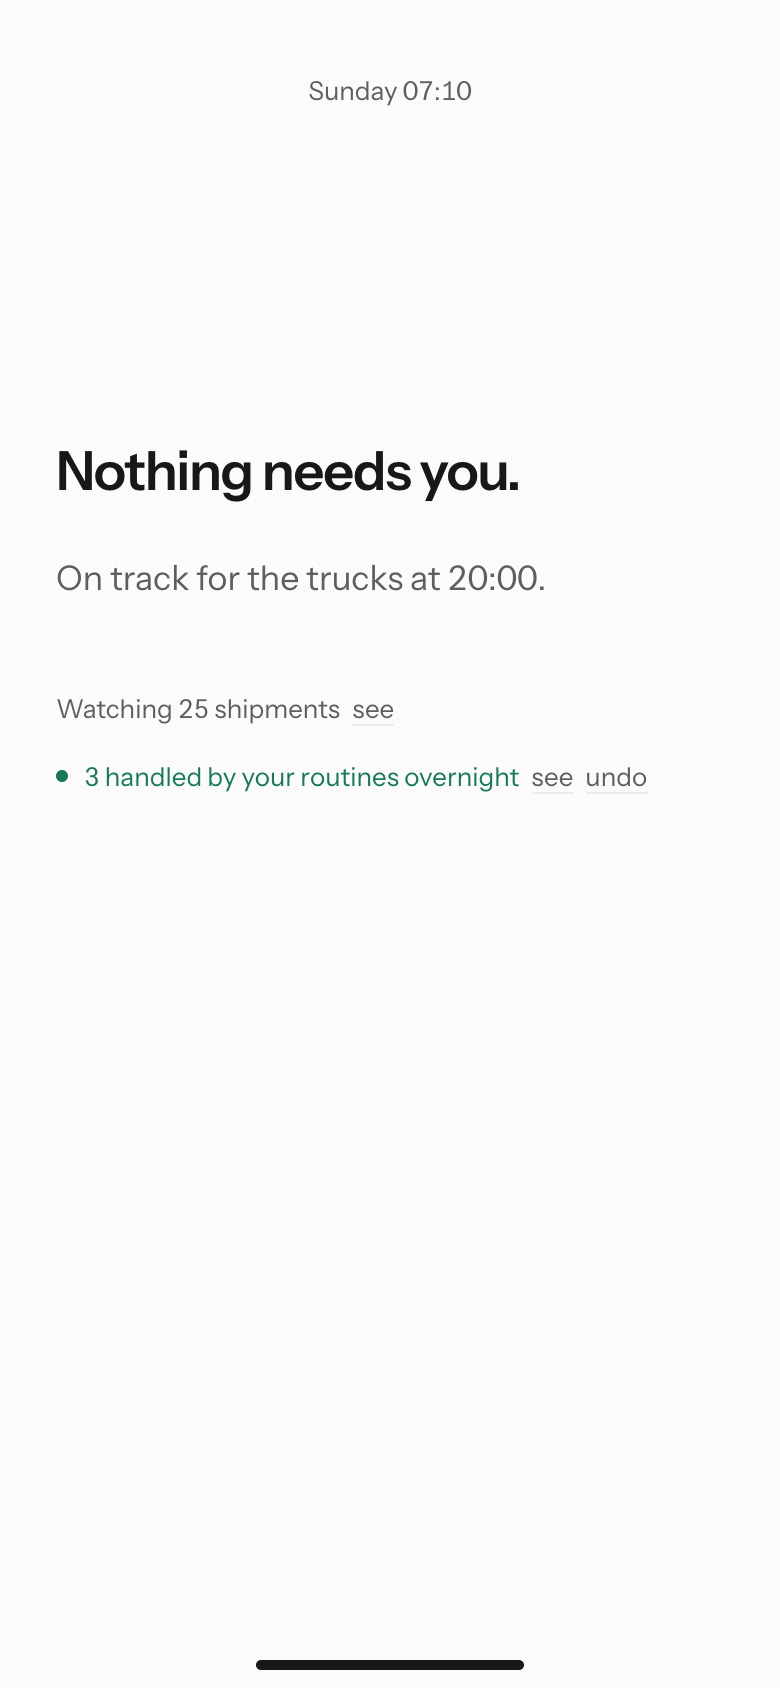 Sunday 07:10
Nothing needs you.
On track for the trucks at 20:00.
Watching 25 shipments see
3 handled by your routines overnight see undo